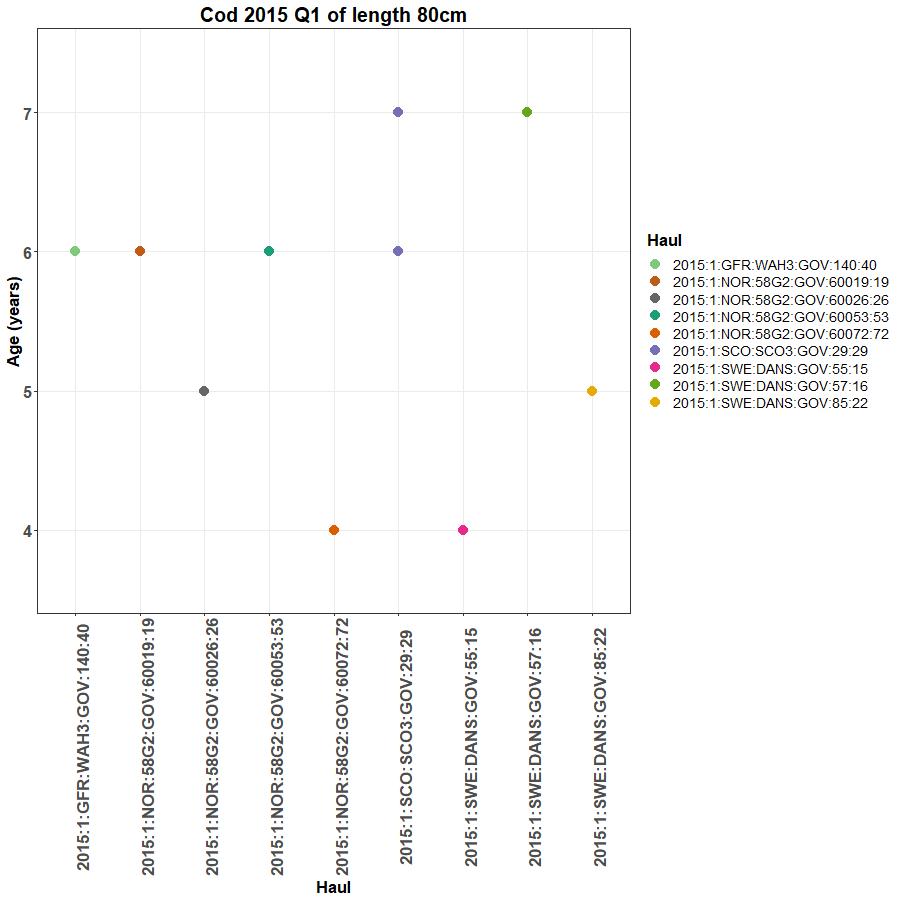 Cod 2015 Q1 of length 80cm
Age (years)
7
6
5
4
2015:1:GFR:WAH3:GOV:140:40
2015:1:NOR:58G2:GOV:60019:19
2015:1:NOR:58G2:GOV:60026:26
2015:1:NOR:58G2:GOV:60053:53
2015:1:NOR:58G2:GOV:60072:72
2015:1:SCO:SCO3:GOV:29:29
2015:1:SWE:DANS:GOV:55:15
2015:1:SWE:DANS:GOV:57:16
2015:1:SWE:DANS:GOV:85:22
Haul
Haul
2015:1:GFR:WAH3:GOV:140:40
2015:1:NOR:58G2:GOV:60019:19
2015:1:NOR:58G2:GOV:60026:26
2015:1:NOR:58G2:GOV:60053:53
2015:1:NOR:58G2:GOV:60072:72
2015:1:SCO:SCO3:GOV:29:29
2015:1:SWE:DANS:GOV:55:15
2015:1:SWE:DANS:GOV:57:16
2015:1:SWE:DANS:GOV:85:22